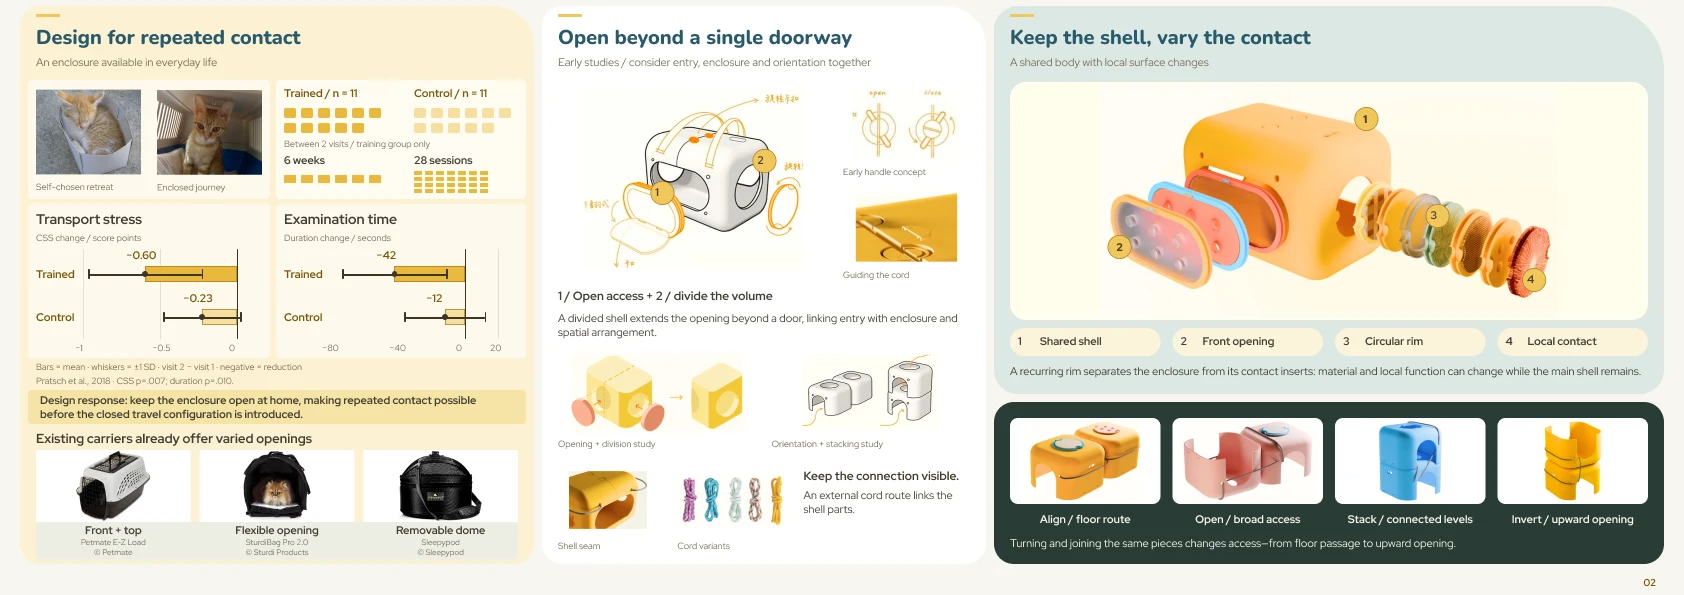 Design for repeated contact
An enclosure available in everyday life
Self-chosen retreat
Enclosed journey
Trained / n = 11
Control / n = 11
Between 2 visits / training group only
6 weeks
28 sessions
Transport stress
CSS change / score points
−0.60
Trained
−0.23
Control
−1
−0.5
0
Examination time
Duration change / seconds
−42
Trained
−12
Control
−80
−40
0
20
Bars = mean · whiskers = ±1 SD · visit 2 − visit 1 · negative = reduction
Pratsch et al., 2018 · CSS p=.007; duration p=.010.
Design response: keep the enclosure open at home, making repeated contact possible
before the closed travel configuration is introduced.
Existing carriers already offer varied openings
Front + top
Petmate E-Z Load
© Petmate
Flexible opening
SturdiBag Pro 2.0
© Sturdi Products
Removable dome
Sleepypod
© Sleepypod
Open beyond a single doorway
Early studies / consider entry, enclosure and orientation together
1
2
open
Early handle concept
Guiding the cord
1 / Open access + 2 / divide the volume
A divided shell extends the opening beyond a door, linking entry with enclosure and
spatial arrangement.
Opening + division study
Orientation + stacking study
Shell seam
Cord variants
Keep the connection visible.
An external cord route links the
shell parts.
Keep the shell, vary the contact
A shared body with local surface changes
1
2
3
4
1 Shared shell
2 Front opening
3 Circular rim
4 Local contact
A recurring rim separates the enclosure from its contact inserts: material and local function can change while the main shell remains.
Align / floor route
Open / broad access
Stack / connected levels
Invert / upward opening
Turning and joining the same pieces changes access—from floor passage to upward opening.
02